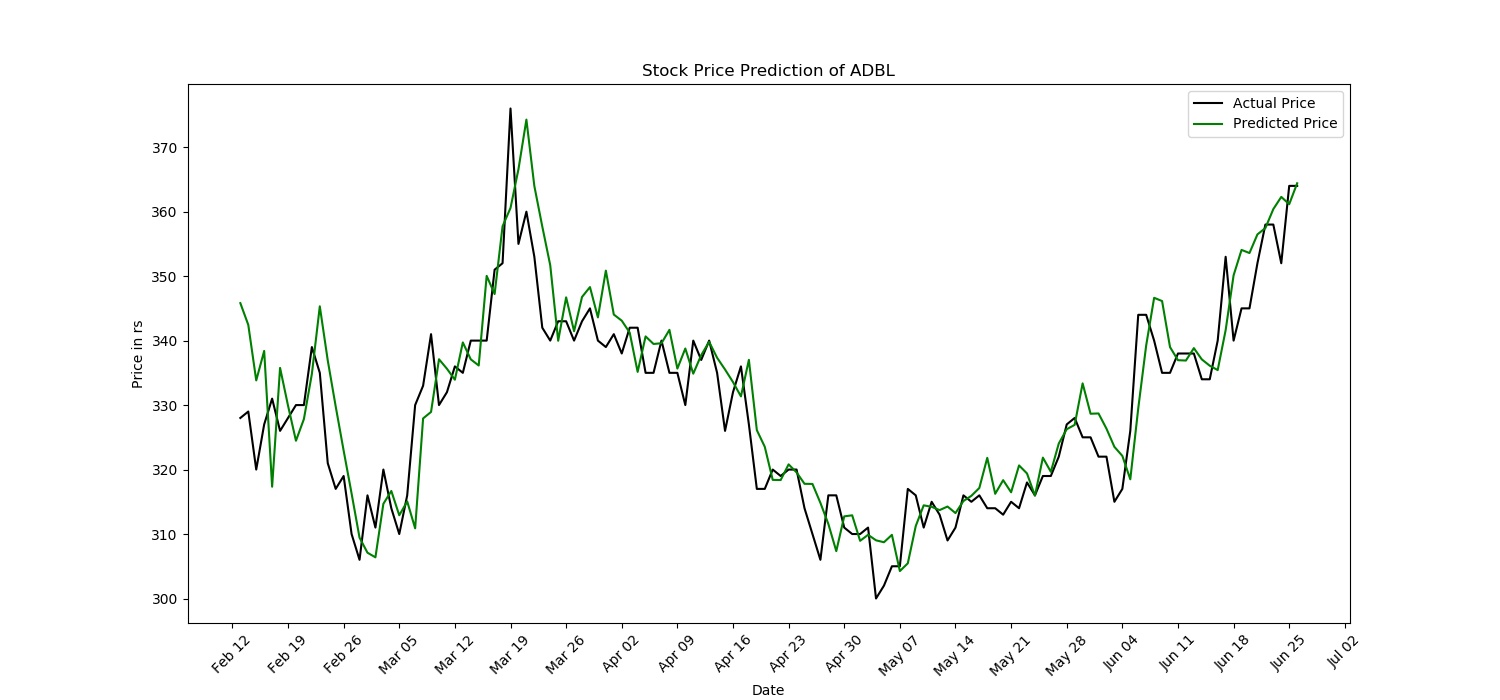 Stock Price Prediction of ADBL
Actual Price
Predicted Price
Price in rs
370
360
350
340
330
320
310
300
Feb 12
Feb 19
Feb 26
Mar 05
Mar 12
Mar 19
Mar 26
Apr 02
Apr 09
Apr 16
Apr 23
Apr 30
May 07
May 14
May 21
May 28
Jun 04
Jun 11
Jun 18
Jun 25
Jul 02
Date